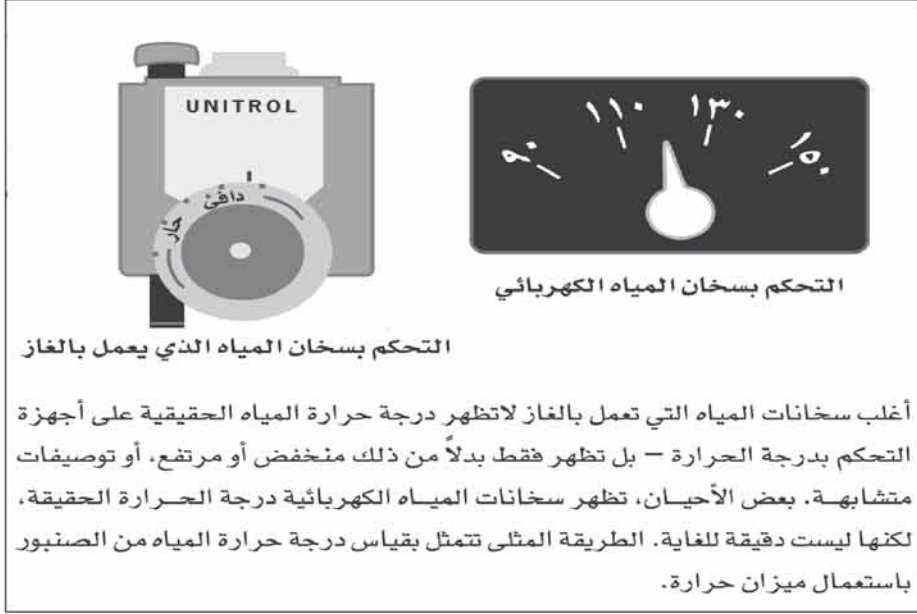 UNITROL
دافئ
حار
٩٠
١١٠
١٣٠
١٥٠
التحكم بسخان المياه الكهربائي
التحكم بسخان المياه الذي يعمل بالغاز
أغلب سخانات المياه التي تعمل بالغاز لاتظهر درجة حرارة المياه الحقيقية على أجهزة
التحكم بدرجة الحرارة – بل تظهر فقط بدلاً من ذلك منخفض أو مرتفع، أو توصيفات
متشابهة. بعض الأحيان، تظهر سخانات المياه الكهربائية درجة الحرارة الحقيقة،
لكنها ليست دقيقة للغاية. الطريقة المثلى تتمثل بقياس درجة حرارة المياه من الصنبور
باستعمال ميزان حرارة.